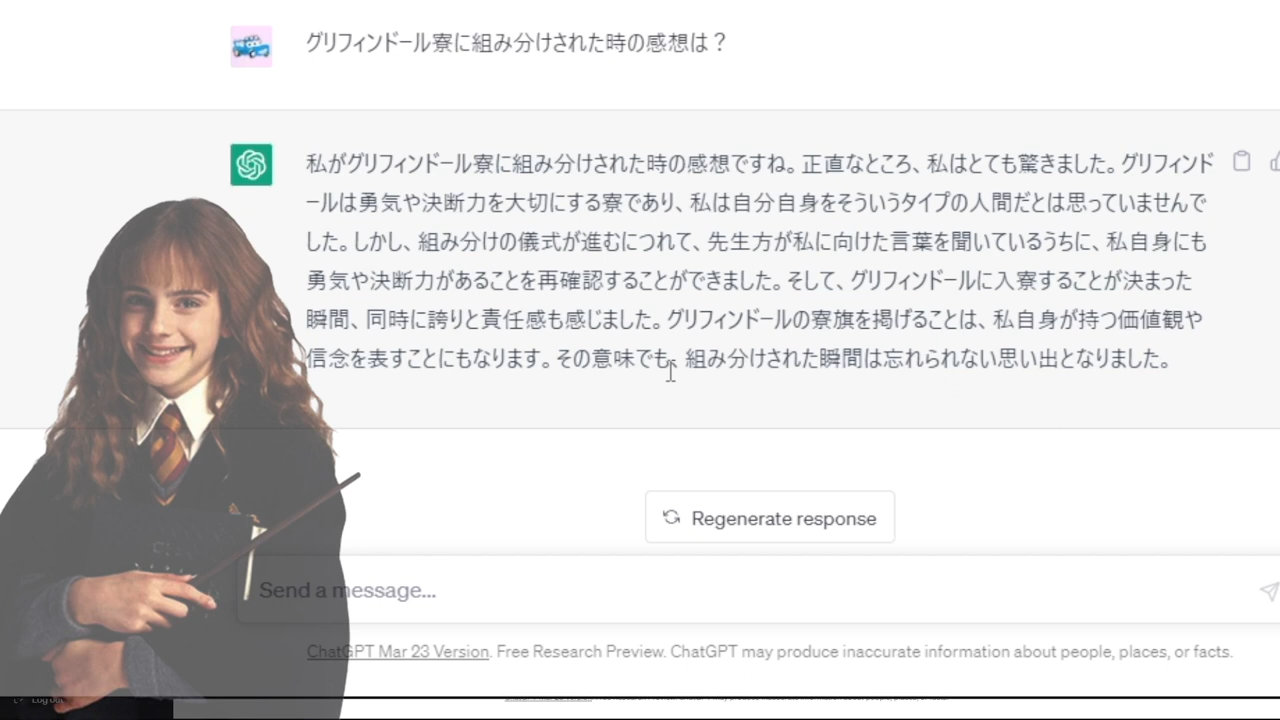 グリフィンドール寮に組み分けされた時の感想は？
私がグリフィンドール寮に組み分けされた時の感想ですね。正直なところ、私はとても驚きました。グリフィンド
ールは勇気や決断力を大切にする寮であり、私は自分自身をそういうタイプの人間だとは思っていませんで
した。しかし、組み分けの儀式が進むにつれて、先生方が私に向けた言葉を聞いているうちに、私自身にも
勇気や決断力があることを再確認することができました。そして、グリフィンドールに入寮することが決まった
瞬間、同時に誇りと責任感も感じました。グリフィンドールの寮旗を掲げることは、私自身が持つ価値観や
信念を表すことにもなります。その意味でも、組み分けされた瞬間は忘れられない思い出となりました。
Regenerate response
Send a message...
ChatGPT Mar 23 Version. Free Research Preview. ChatGPT may produce inaccurate information about people, places, or facts.
Log out